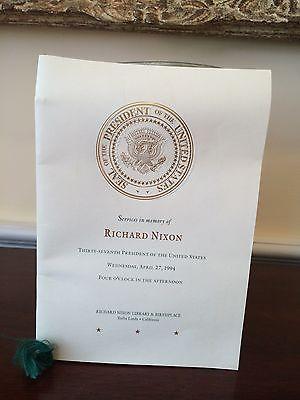 SEAL OF THE PRESIDENT OF THE UNITED STATES
Services in memory of
RICHARD NIXON
THIRTY-SEVENTH PRESIDENT OF THE UNITED STATES
WEDNESDAY, APRIL 27, 1994
FOUR O'CLOCK IN THE AFTERNOON
RICHARD NIXON LIBRARY & BIRTHPLACE
Yorba Linda • California